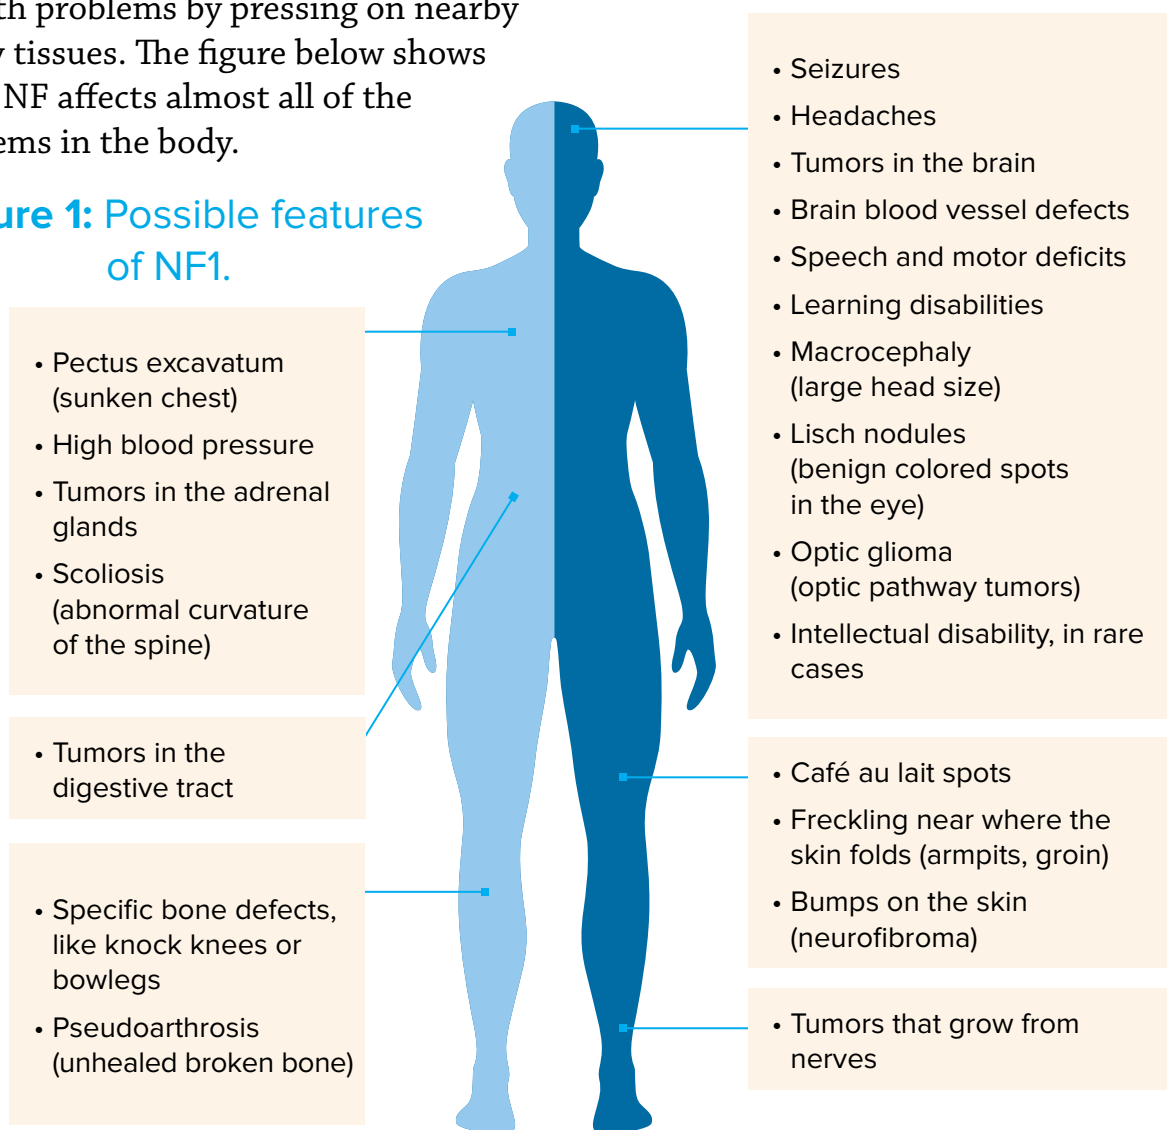 problems by pressing on nearby
tissues. The figure below shows
NF affects almost all of the
in the body.
1: Possible features
of NF1.
• Pectus excavatum
(sunken chest)
• High blood pressure
• Tumors in the adrenal
glands
• Scoliosis
(abnormal curvature
of the spine)
• Tumors in the
digestive tract
• Specific bone defects,
like knock knees or
bowlegs
• Pseudoarthrosis
(unhealed broken bone)
• Seizures
• Headaches
• Tumors in the brain
• Brain blood vessel defects
• Speech and motor deficits
• Learning disabilities
• Macrocephaly
(large head size)
• Lisch nodules
(benign colored spots
in the eye)
• Optic glioma
(optic pathway tumors)
• Intellectual disability, in rare
cases
• Café au lait spots
• Freckling near where the
skin folds (armpits, groin)
• Bumps on the skin
(neurofibroma)
• Tumors that grow from
nerves